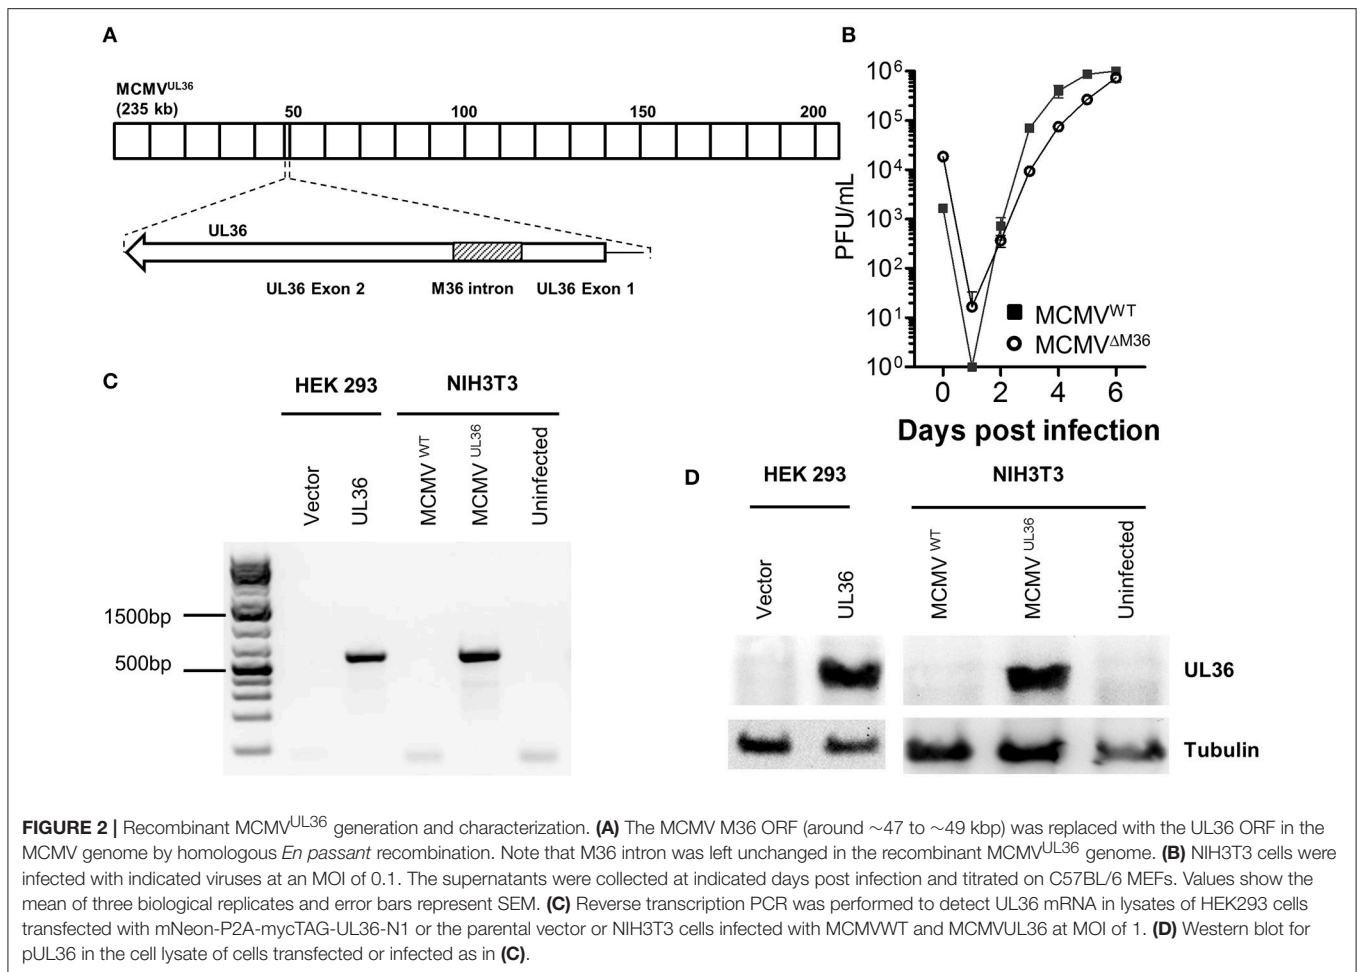 A
MCMV^UL36
(235 kb)
50
100
150
200
UL36
UL36 Exon 2
M36 intron
UL36 Exon 1
B
10^6
10^5
10^4
10^3
10^2
10^1
10^0
PFU/mL
MCMV^WT
MCMV^ΔM36
0
2
4
6
Days post infection
C
HEK 293
NIH3T3
Vector
UL36
MCMV ^WT
MCMV ^UL36
Uninfected
1500bp
500bp
D
HEK 293
NIH3T3
Vector
UL36
MCMV ^WT
MCMV ^UL36
Uninfected
UL36
Tubulin
FIGURE 2 | Recombinant MCMV^UL36 generation and characterization. (A) The MCMV M36 ORF (around ~47 to ~49 kbp) was replaced with the UL36 ORF in the
MCMV genome by homologous En passant recombination. Note that M36 intron was left unchanged in the recombinant MCMV^UL36 genome. (B) NIH3T3 cells were
infected with indicated viruses at an MOI of 0.1. The supernatants were collected at indicated days post infection and titrated on C57BL/6 MEFs. Values show the
mean of three biological replicates and error bars represent SEM. (C) Reverse transcription PCR was performed to detect UL36 mRNA in lysates of HEK293 cells
transfected with mNeon-P2A-mycTAG-UL36-N1 or the parental vector or NIH3T3 cells infected with MCMVWT and MCMVUL36 at MOI of 1. (D) Western blot for
pUL36 in the cell lysate of cells transfected or infected as in (C).